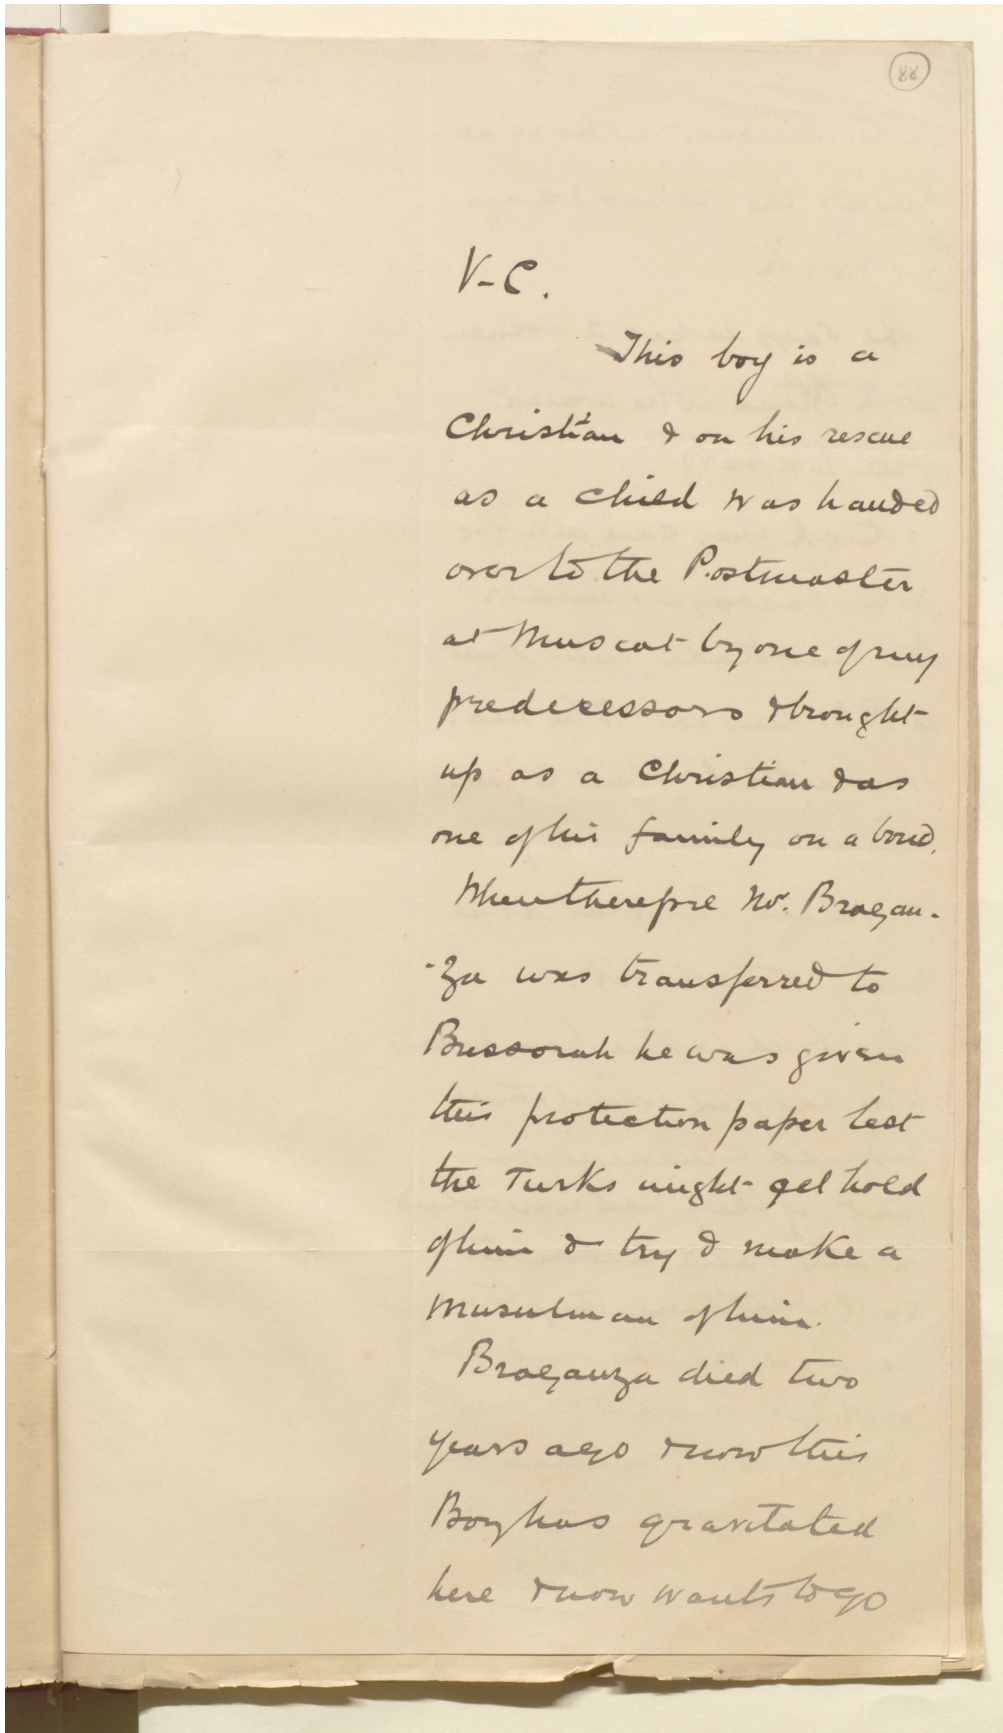 88
V-C.
This boy is a
Christian & on his rescue
as a child was handed
over to the Postmaster
at Muscat by one of my
predecessors & brought
up as a Christian & as
one of his family on a bond.
When therefore Mr. Bragan-
-za was transferred to
Bussorah he was given
this protection paper lest
the Turks might get hold
of him & try & make a
Musulman of him.
Braganza died two
years ago & now this
Boy has gravitated
here & now wants to go